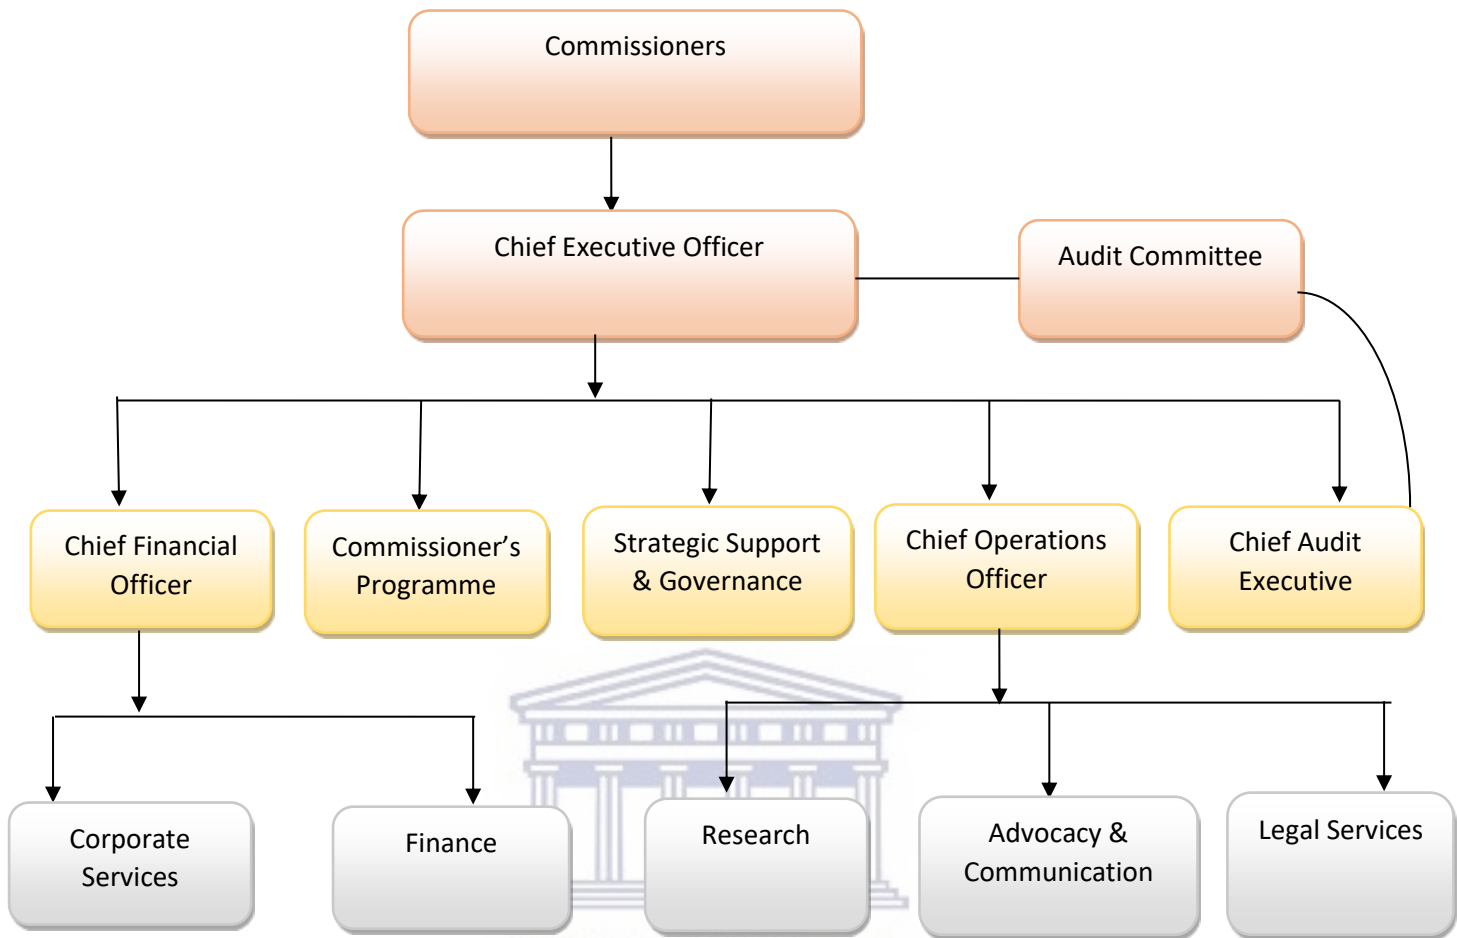 Commissioners
Chief Executive Officer
Audit Committee
Chief Financial
Officer
Commissioner’s
Programme
Strategic Support
& Governance
Chief Operations
Officer
Chief Audit
Executive
Corporate
Services
Finance
Research
Advocacy &
Communication
Legal Services